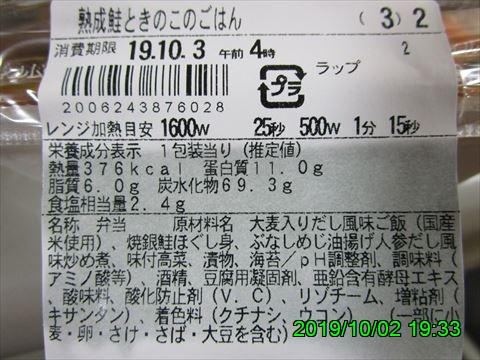 熟成鮭ときのこのごはん (3)2
消費期限 19.10.3 午前4時 2
プラ ラップ
2006243876028
レンジ加熱目安 1600W 25秒 500W 1分 15秒
栄養成分表示 1包装当り(推定値)
熱量376kcal 蛋白質11.0g
脂質6.0g 炭水化物69.3g
食塩相当量2.4g
名称 弁当 原材料名 大麦入りだし風味ご飯(国産
米使用)、焼銀鮭ほぐし身、ぶなしめじ油揚げ人参だし風
味炒め煮、味付高菜、漬物、海苔/pH調整剤、調味料(
アミノ酸等)、酒精、豆腐用凝固剤、亜鉛含有酵母エキス
、酸味料、酸化防止剤(V.C)、リゾチーム、増粘剤(
キサンタン)、着色料(クチナシ、ウコン)、(一部に小
麦・卵・さけ・さば・大豆を含む)
2019/10/02 19:33